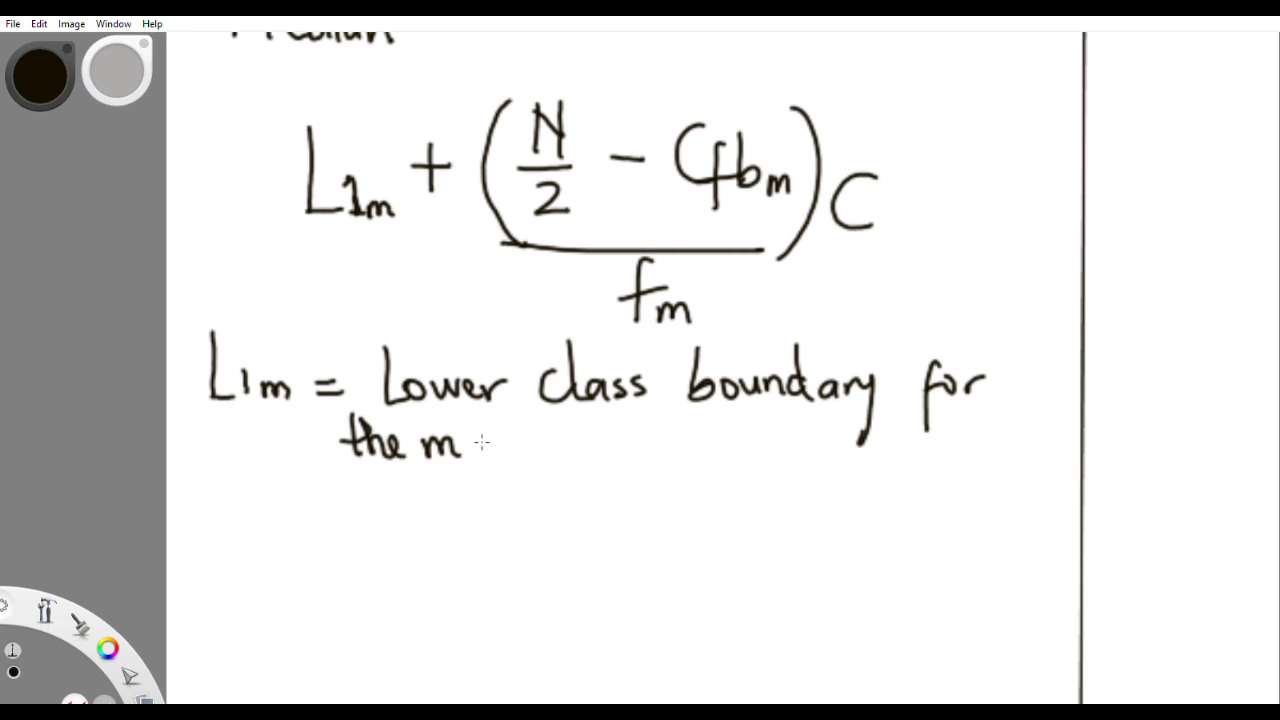 File Edit Image Window Help
L1m + (N/2 - Cfbm) C
fm
L1m = Lower class boundary for
the m